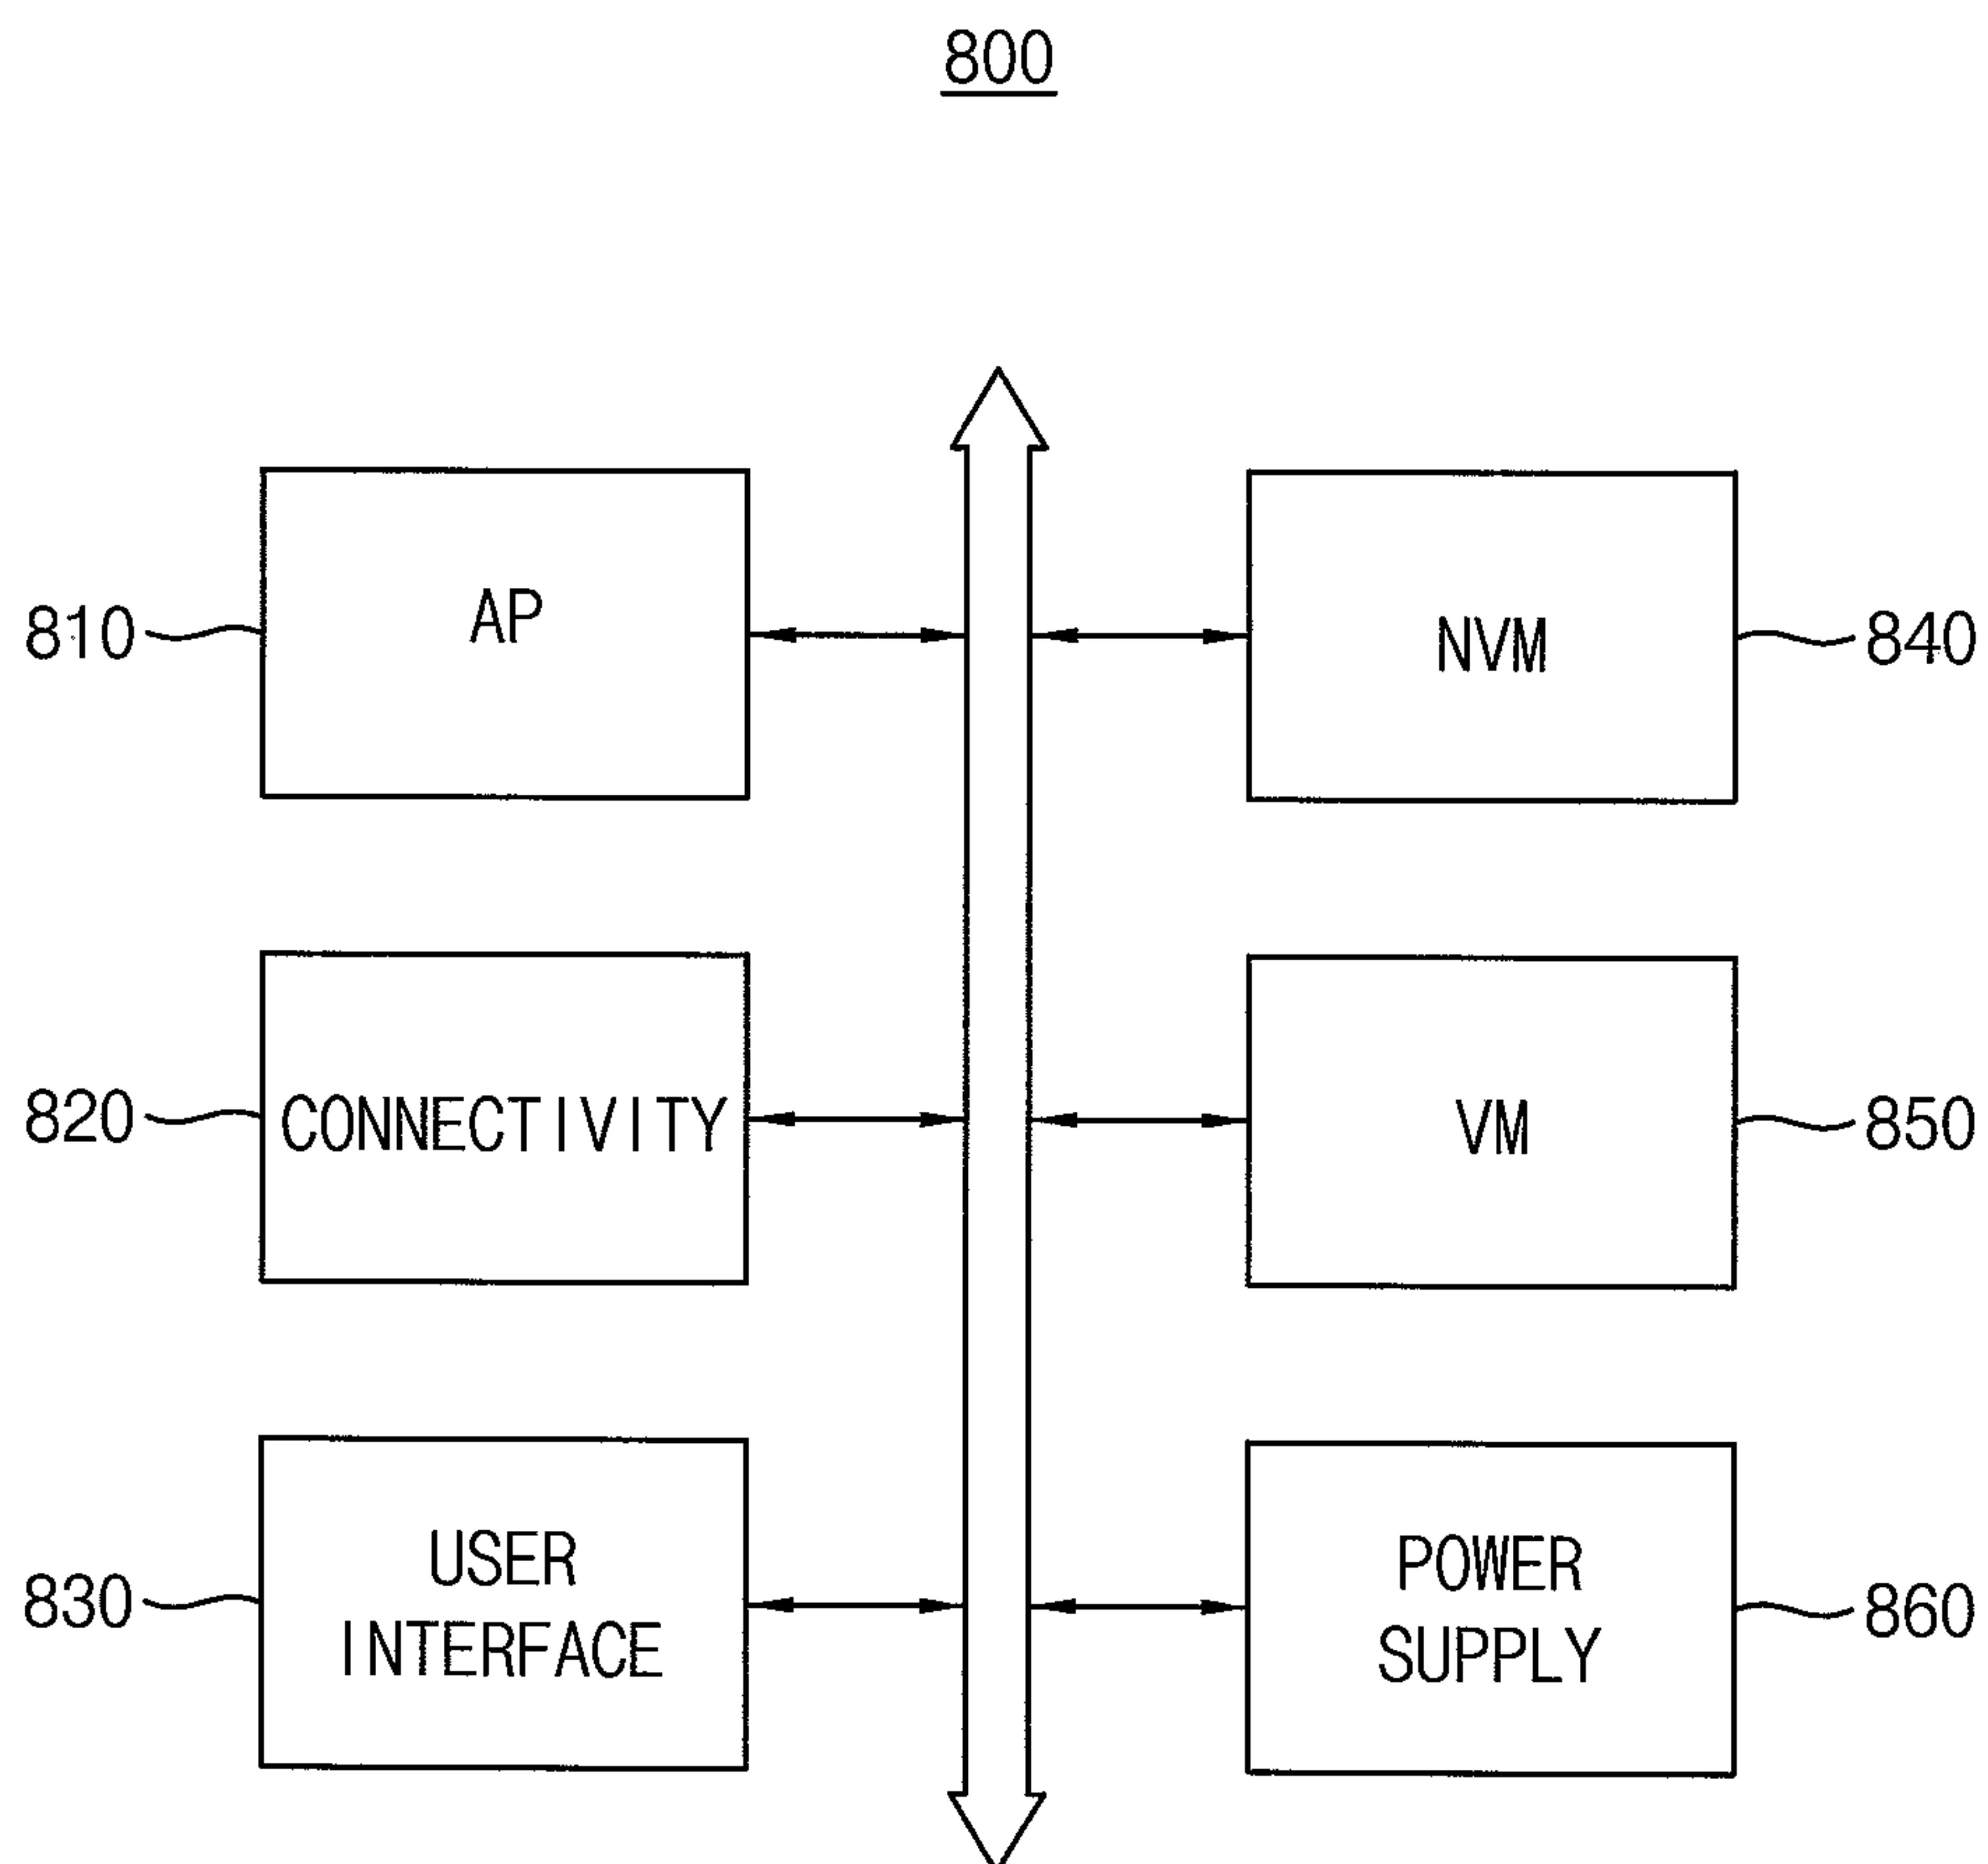 800
810
AP
NVM
840
820
CONNECTIVITY
VM
850
830
USER
INTERFACE
POWER
SUPPLY
860